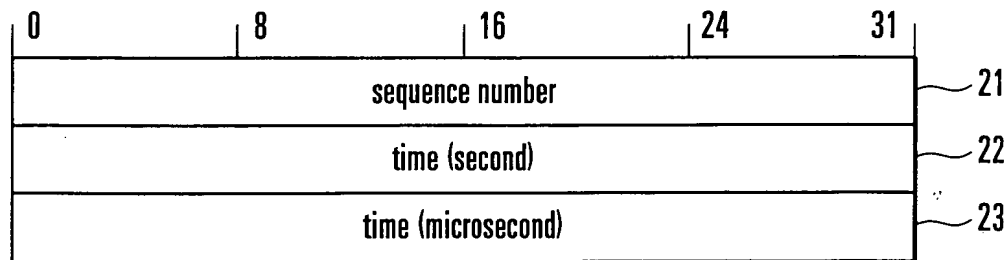 0 8 16 24 31
sequence number 21
time (second) 22
time (microsecond) 23